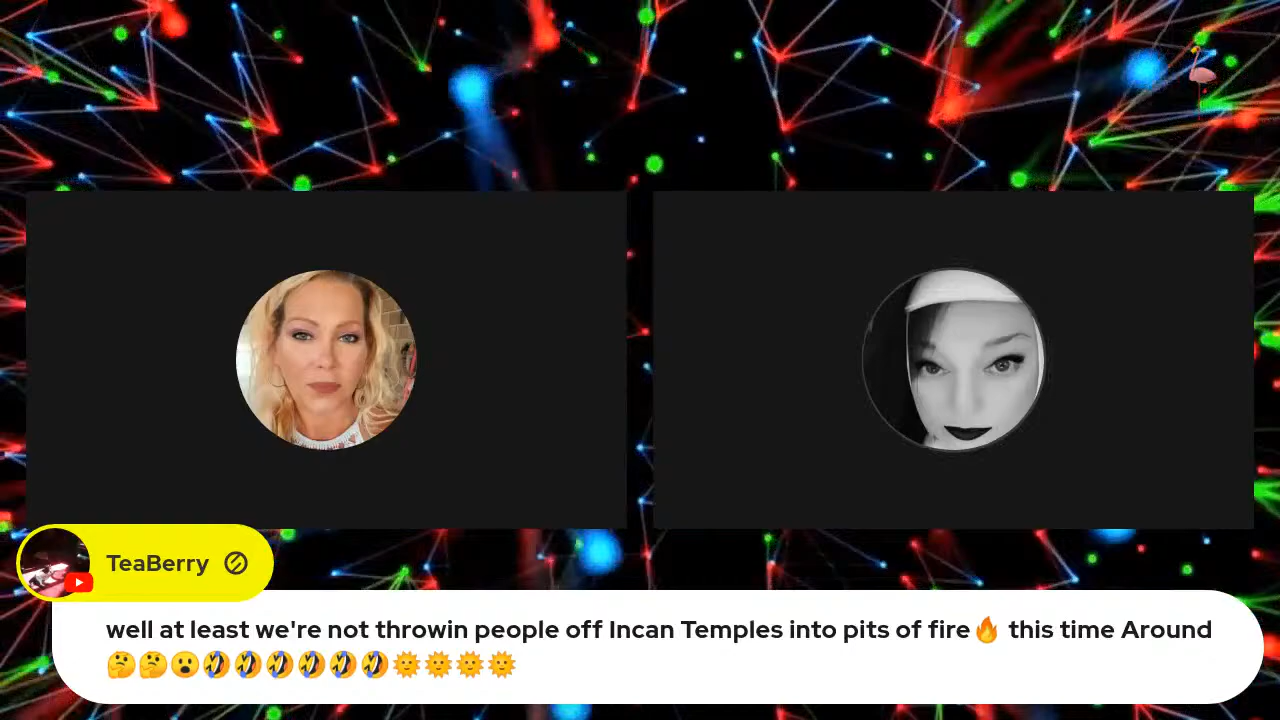 TeaBerry
well at least we're not throwin people off Incan Temples into pits of fire🔥 this time Around
🤔🤔😮🤣🤣🤣🤣🤣🤣🌞🌞🌞🌞